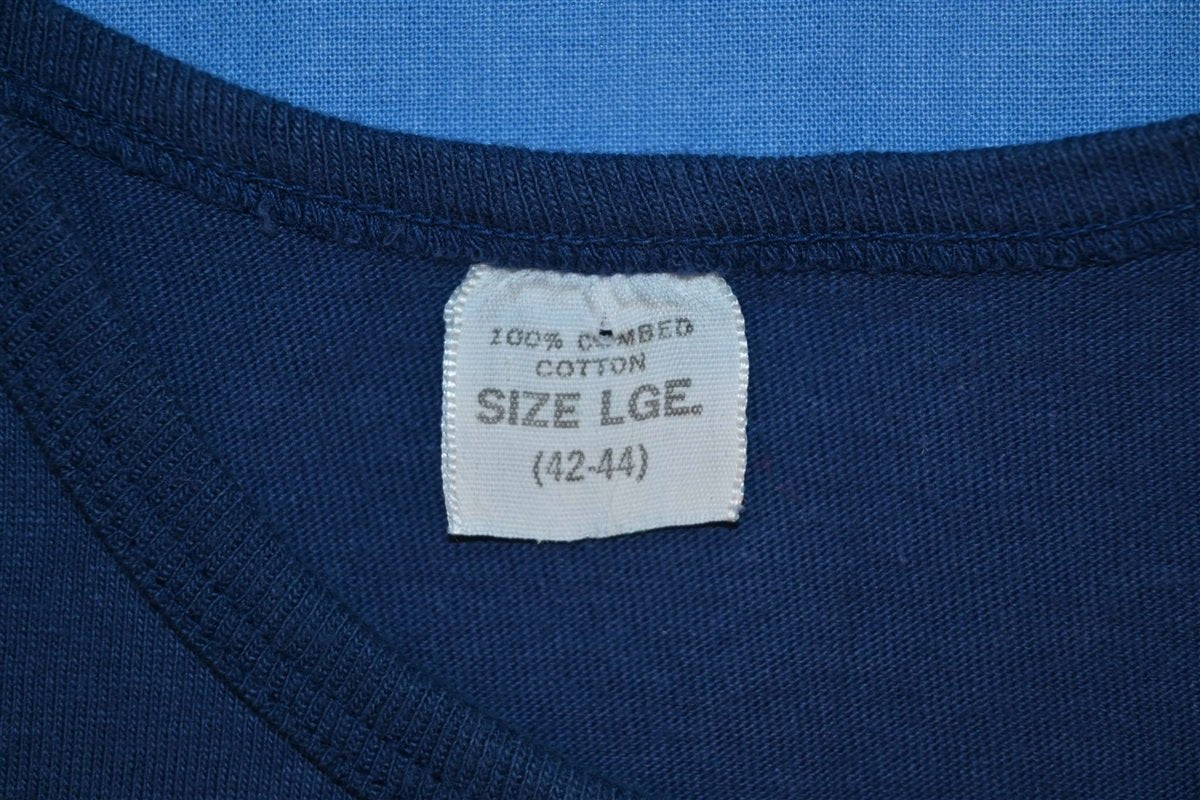 100% COMBED
COTTON
SIZE LGE.
(42-44)